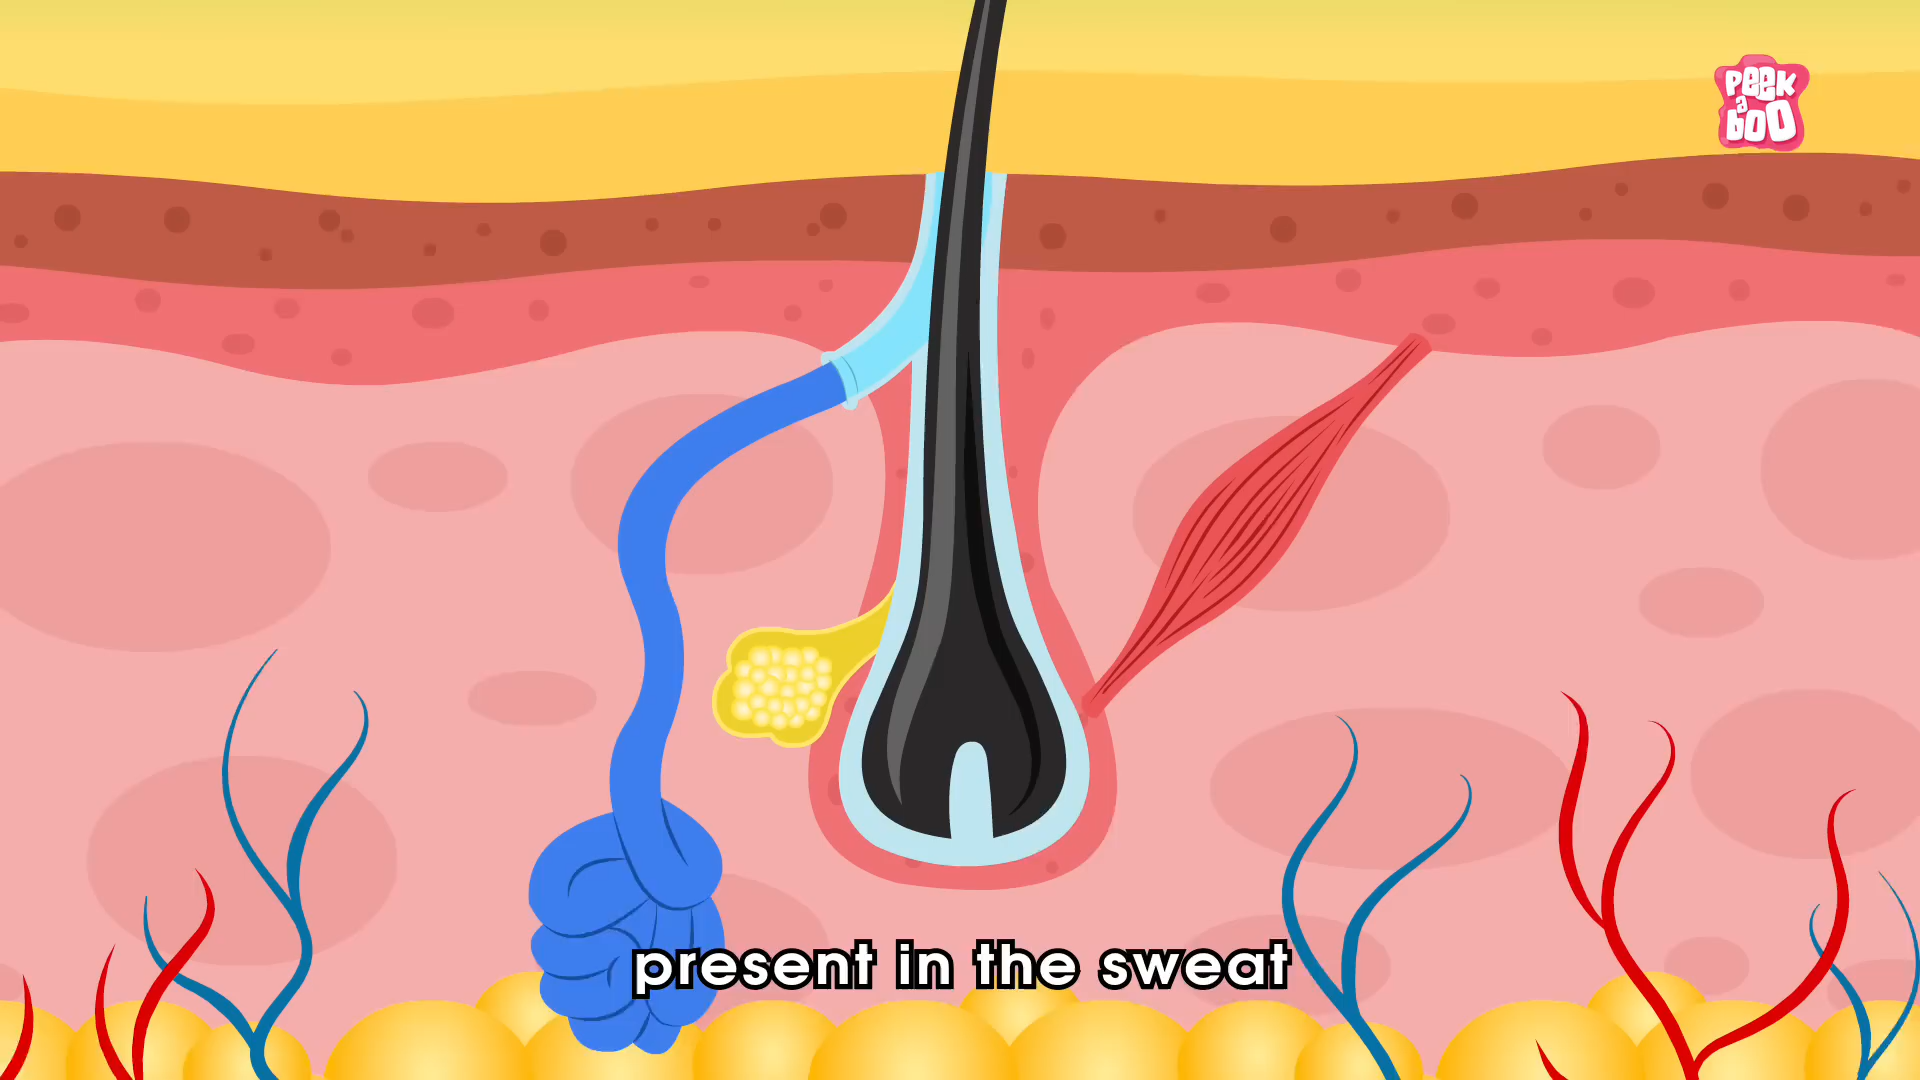 peek
a
boo
present in the sweat